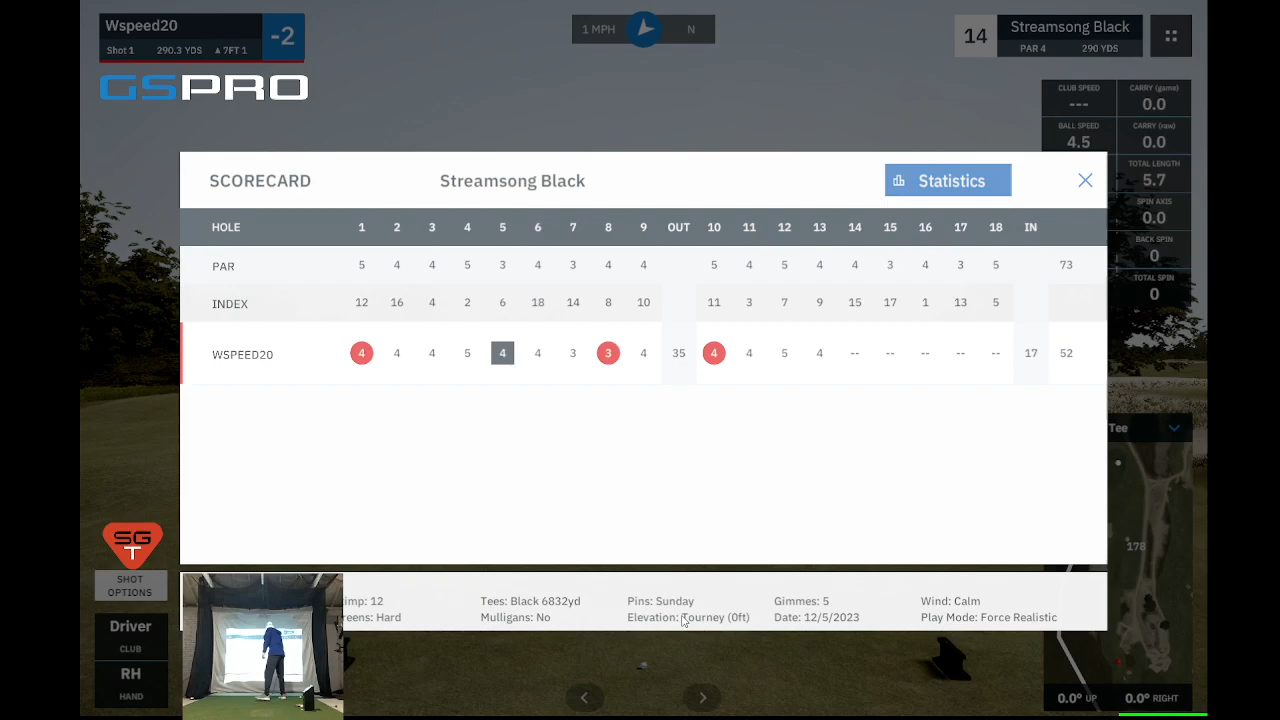 Wspeed20
-2
Shot 1 290.3 YDS ▲ 7FT 1
GSPRO
1 MPH N
14 Streamsong Black
PAR 4 290 YDS
CLUB SPEED CARRY (game)
--- 0.0
BALL SPEED CARRY (raw)
4.5 0.0
TOTAL LENGTH
5.7
SPIN AXIS
0.0
BACK SPIN
0
TOTAL SPIN
0
SCORECARD Streamsong Black Statistics
HOLE 1 2 3 4 5 6 7 8 9 OUT 10 11 12 13 14 15 16 17 18 IN
PAR 5 4 4 5 3 4 3 4 4 5 4 5 4 4 3 4 3 5 73
INDEX 12 16 4 2 6 18 14 8 10 11 3 7 9 15 17 1 13 5
WSPEED20 4 4 4 5 4 4 3 3 4 35 4 4 5 4 -- -- -- -- -- 17 52
Tee
178
SGT
SHOT
OPTIONS
Driver
CLUB
RH
HAND
imp: 12 Tees: Black 6832yd Pins: Sunday Gimmes: 5 Wind: Calm
reens: Hard Mulligans: No Elevation: Tourney (0ft) Date: 12/5/2023 Play Mode: Force Realistic
0.0° UP 0.0° RIGHT